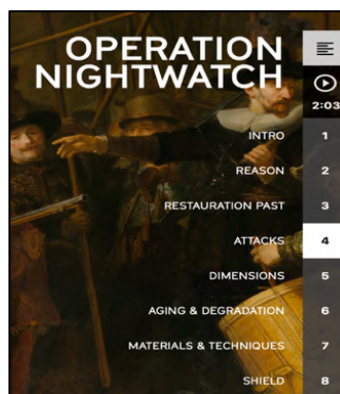 OPERATION
NIGHTWATCH
2:03
INTRO 1
REASON 2
RESTAURATION PAST 3
ATTACKS 4
DIMENSIONS 5
AGING & DEGRADATION 6
MATERIALS & TECHNIQUES 7
SHIELD 8